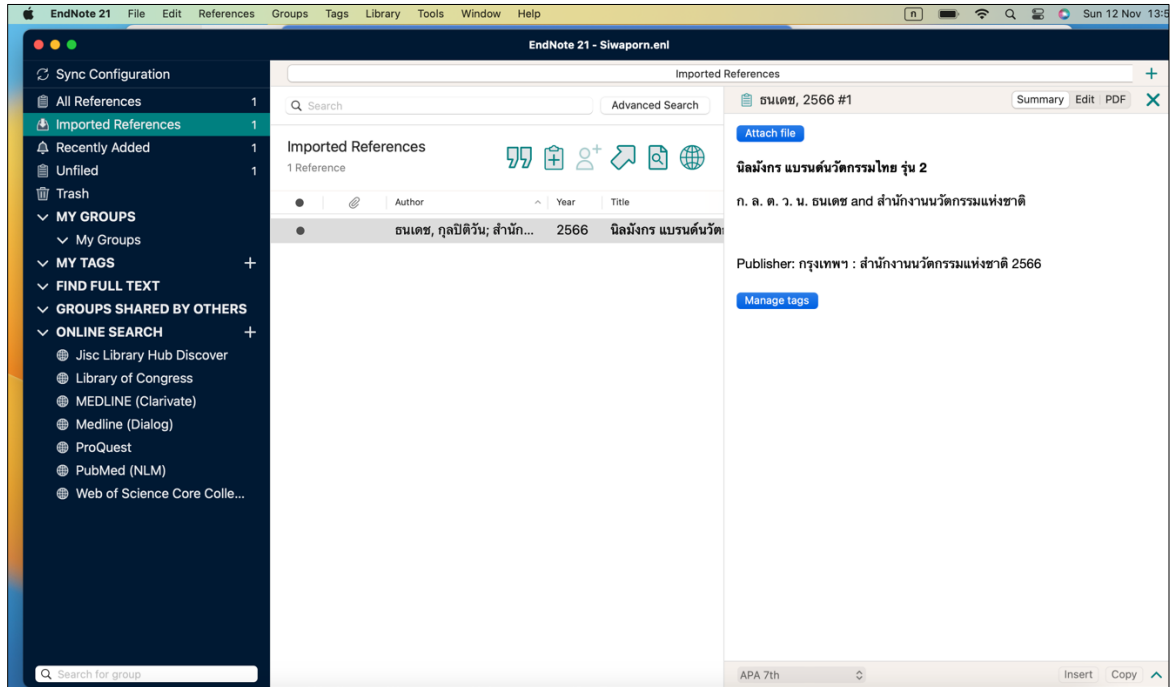 EndNote 21 File Edit References Groups Tags Library Tools Window Help ก Sun 12 Nov 13:5
EndNote 21 - Siwaporn.enl
Sync Configuration
Imported References
All References 1
Imported References 1
Recently Added 1
Unfiled 1
Trash
MY GROUPS
My Groups
MY TAGS
FIND FULL TEXT
GROUPS SHARED BY OTHERS
ONLINE SEARCH
Jisc Library Hub Discover
Library of Congress
MEDLINE (Clarivate)
Medline (Dialog)
ProQuest
PubMed (NLM)
Web of Science Core Colle...
Search for group
Search Advanced Search
Imported References
1 Reference
Author Year Title
ธนเดช, กุลปิติวัน; สำนัก... 2566 นิลมังกร แบรนด์นวัต
ธนเดช, 2566 #1 Summary Edit PDF
Attach file
นิลมังกร แบรนด์นวัตกรรมไทย รุ่น 2
ก. ล. ต. ว. น. ธนเดช and สำนักงานนวัตกรรมแห่งชาติ
Publisher: กรุงเทพฯ : สำนักงานนวัตกรรมแห่งชาติ 2566
Manage tags
APA 7th Insert Copy